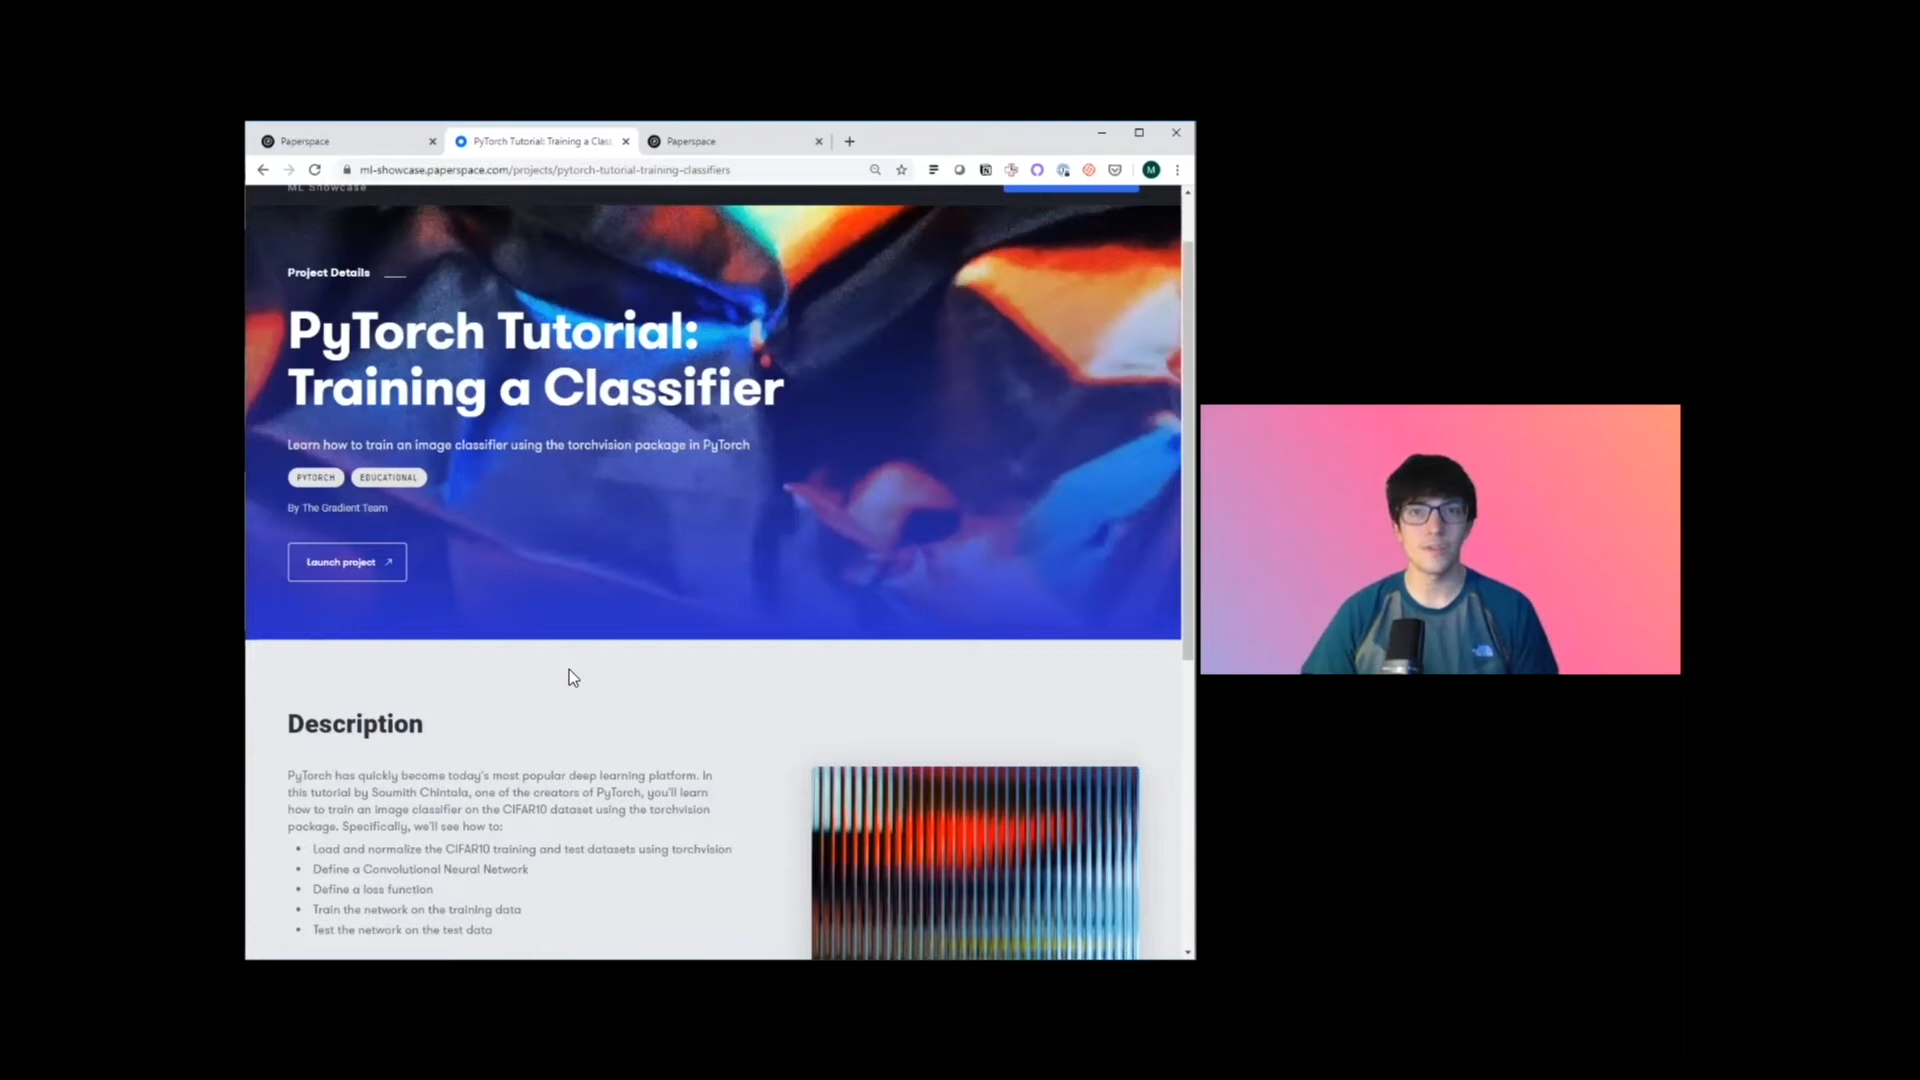 Paperspace
PyTorch Tutorial: Training a Class
Paperspace
ml-showcase.paperspace.com/projects/pytorch-tutorial-training-classifiers
M
ML Showcase
Project Details
PyTorch Tutorial:
Training a Classifier
Learn how to train an image classifier using the torchvision package in PyTorch
PYTORCH EDUCATIONAL
By The Gradient Team
Launch project
Description
PyTorch has quickly become today's most popular deep learning platform. In
this tutorial by Soumith Chintala, one of the creators of PyTorch, you'll learn
how to train an image classifier on the CIFAR10 dataset using the torchvision
package. Specifically, we'll see how to:
• Load and normalize the CIFAR10 training and test datasets using torchvision
• Define a Convolutional Neural Network
• Define a loss function
• Train the network on the training data
• Test the network on the test data